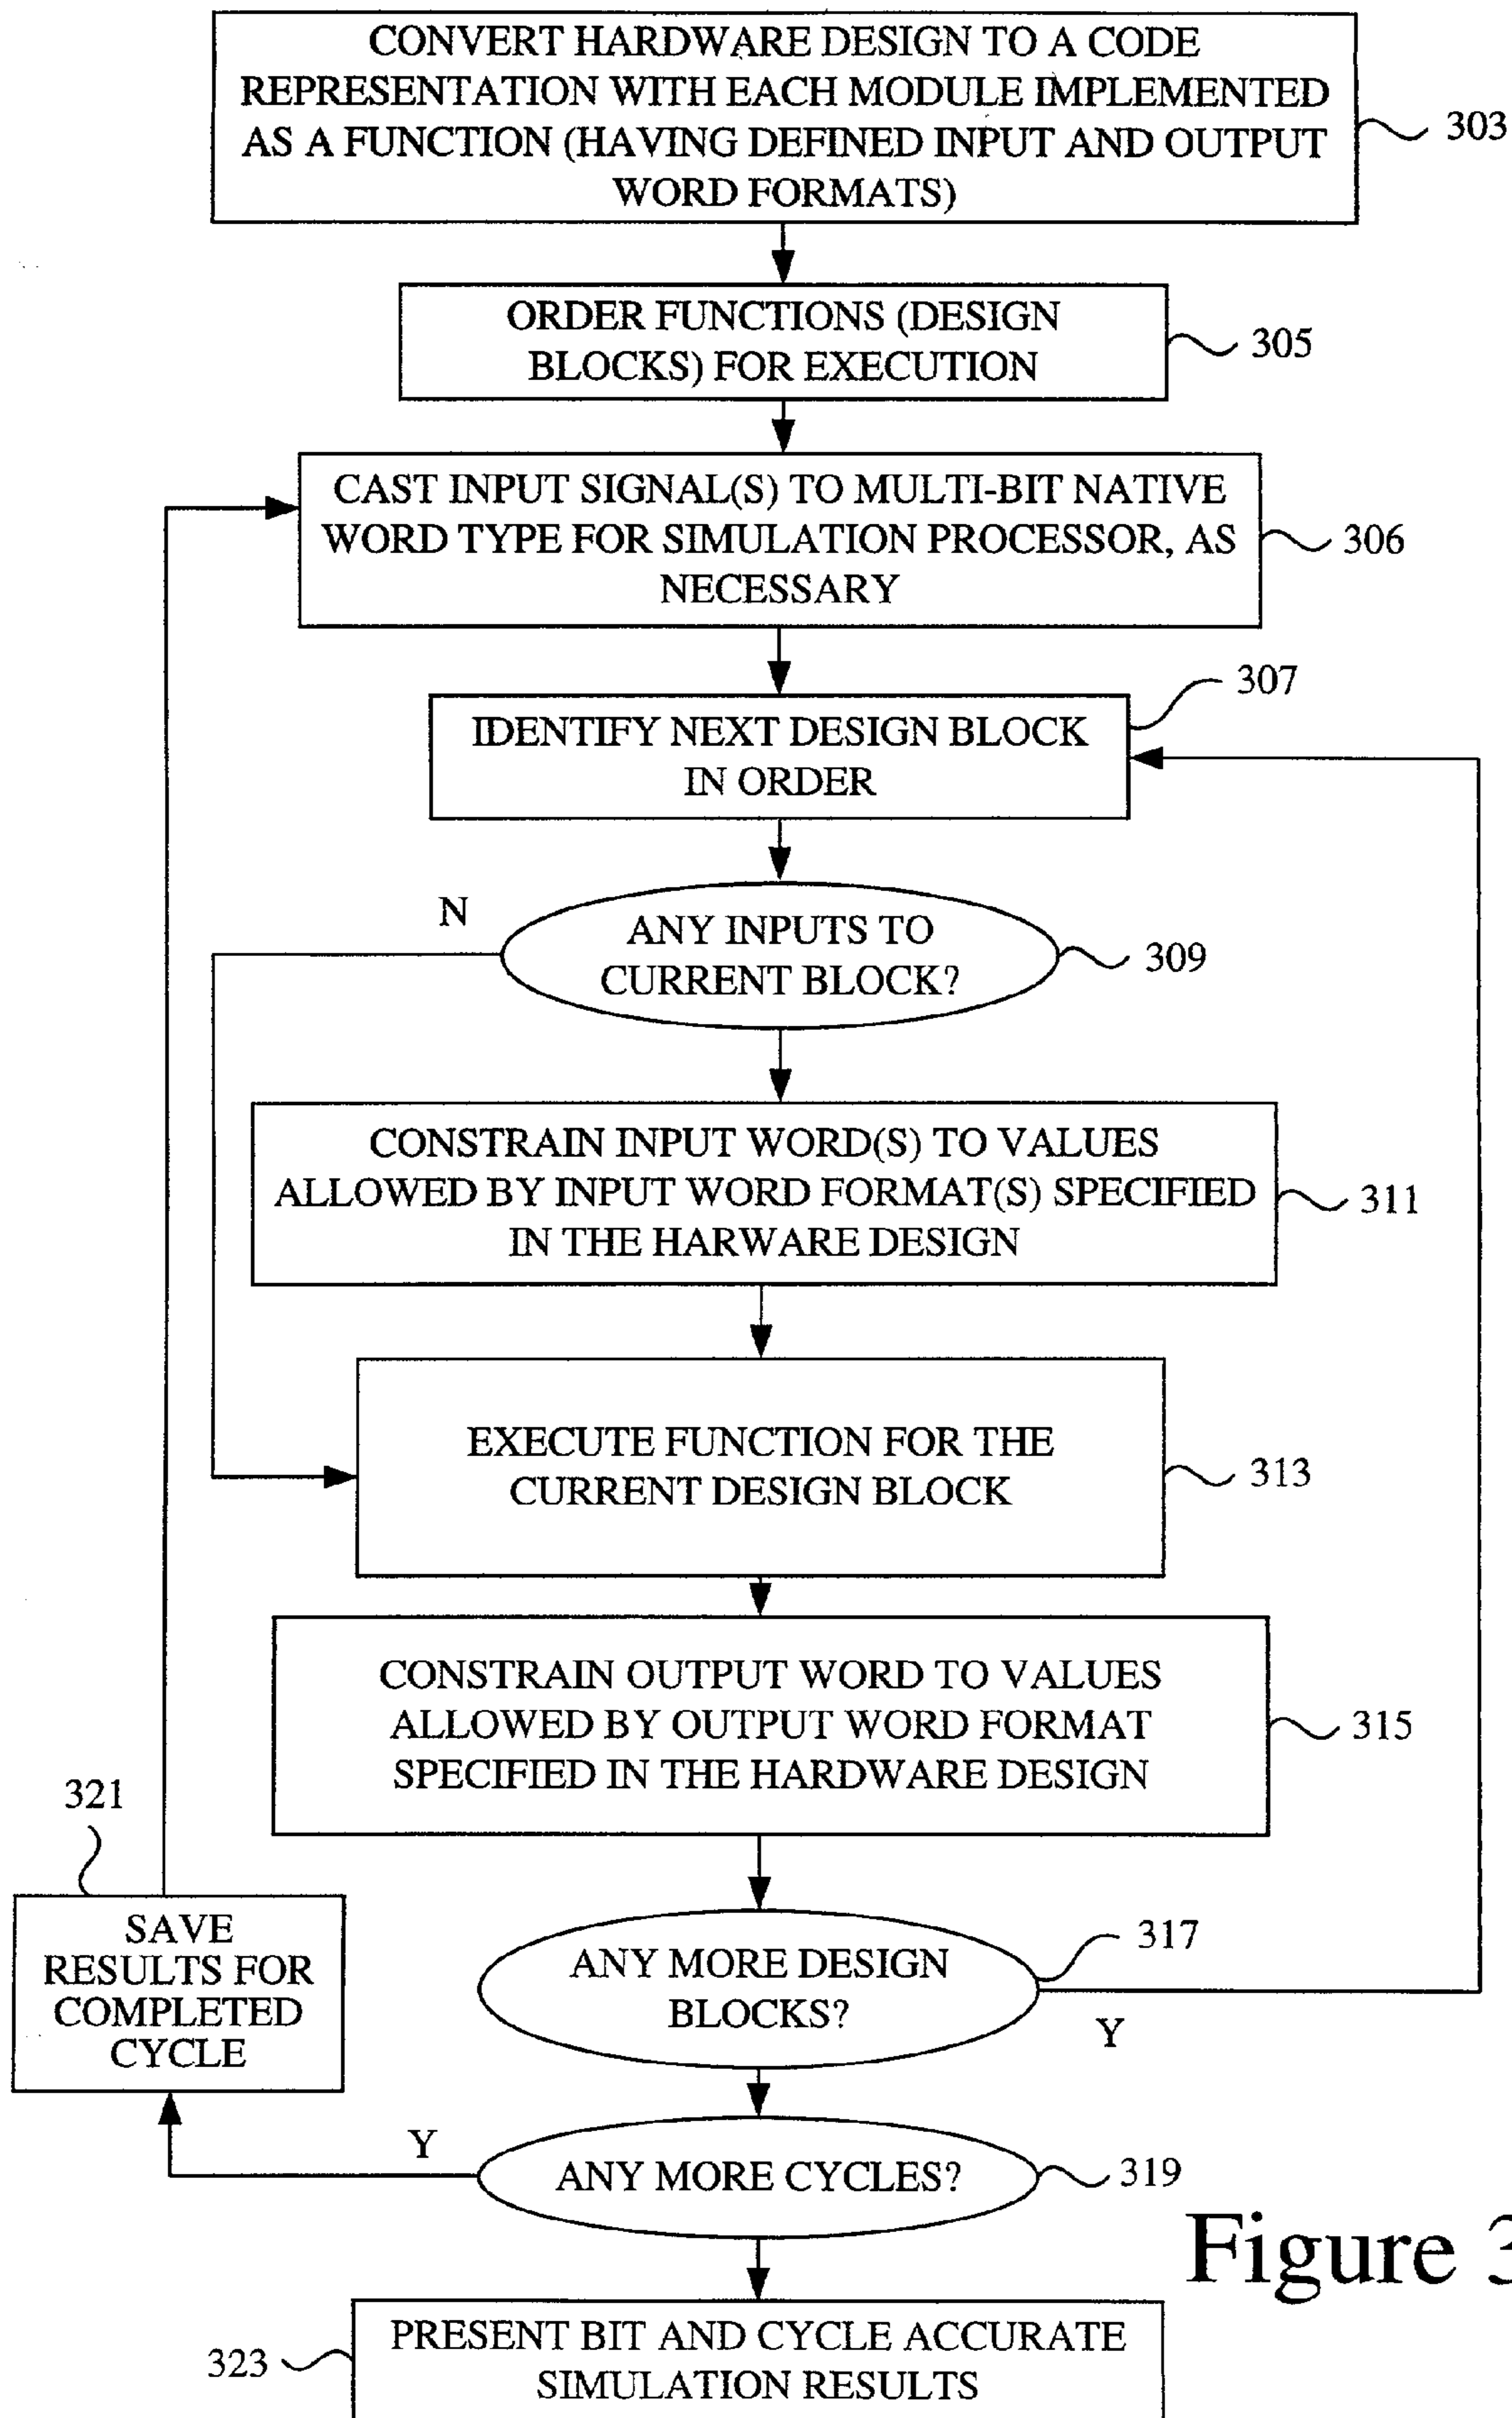 CONVERT HARDWARE DESIGN TO A CODE
REPRESENTATION WITH EACH MODULE IMPLEMENTED
AS A FUNCTION (HAVING DEFINED INPUT AND OUTPUT
WORD FORMATS)
303
ORDER FUNCTIONS (DESIGN
BLOCKS) FOR EXECUTION
305
CAST INPUT SIGNAL(S) TO MULTI-BIT NATIVE
WORD TYPE FOR SIMULATION PROCESSOR, AS
NECESSARY
306
307
IDENTIFY NEXT DESIGN BLOCK
IN ORDER
N
ANY INPUTS TO
CURRENT BLOCK?
309
CONSTRAIN INPUT WORD(S) TO VALUES
ALLOWED BY INPUT WORD FORMAT(S) SPECIFIED
IN THE HARWARE DESIGN
311
EXECUTE FUNCTION FOR THE
CURRENT DESIGN BLOCK
313
CONSTRAIN OUTPUT WORD TO VALUES
ALLOWED BY OUTPUT WORD FORMAT
SPECIFIED IN THE HARDWARE DESIGN
315
321
SAVE
RESULTS FOR
COMPLETED
CYCLE
317
ANY MORE DESIGN
BLOCKS?
Y
Y
ANY MORE CYCLES?
319
Figure 3
PRESENT BIT AND CYCLE ACCURATE
SIMULATION RESULTS
323